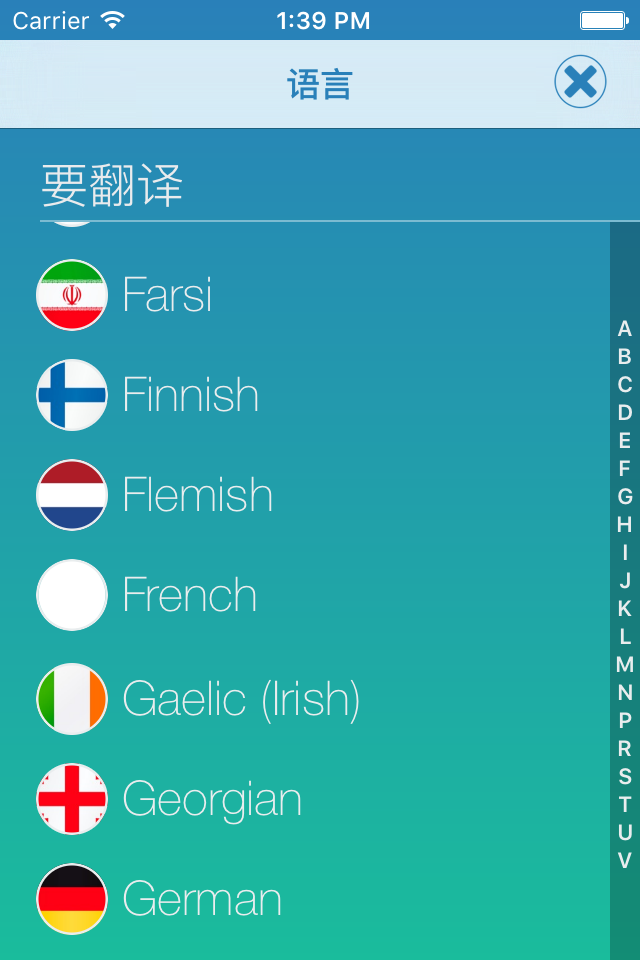 Carrier 1:39 PM
语言
要翻译
Farsi
Finnish
Flemish
French
Gaelic (Irish)
Georgian
German
A
B
C
D
E
F
G
H
I
J
K
L
M
N
P
R
S
T
U
V